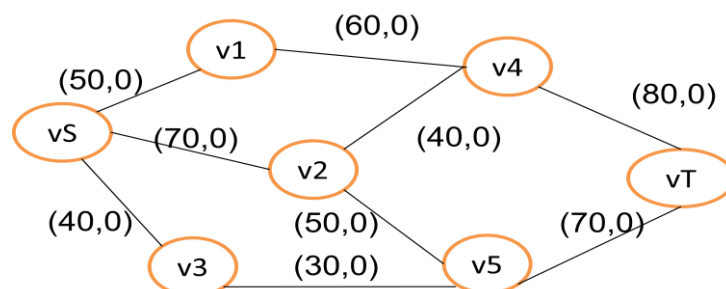 (60,0)
v1
v4
(50,0)
(80,0)
vS
(70,0)
(40,0)
v2
vT
(40,0)
(50,0)
(70,0)
v3
(30,0)
v5